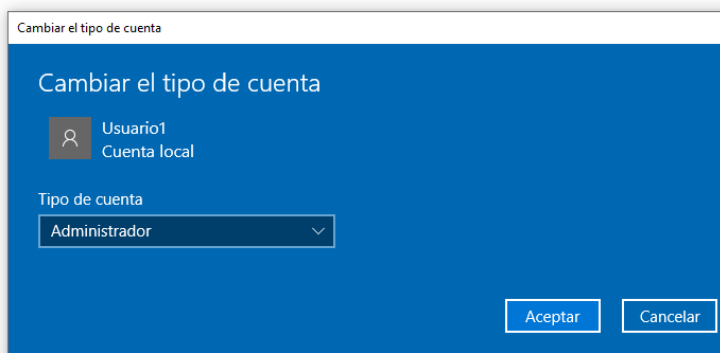 Cambiar el tipo de cuenta
Cambiar el tipo de cuenta
Usuario1
Cuenta local
Tipo de cuenta
Administrador
Aceptar
Cancelar